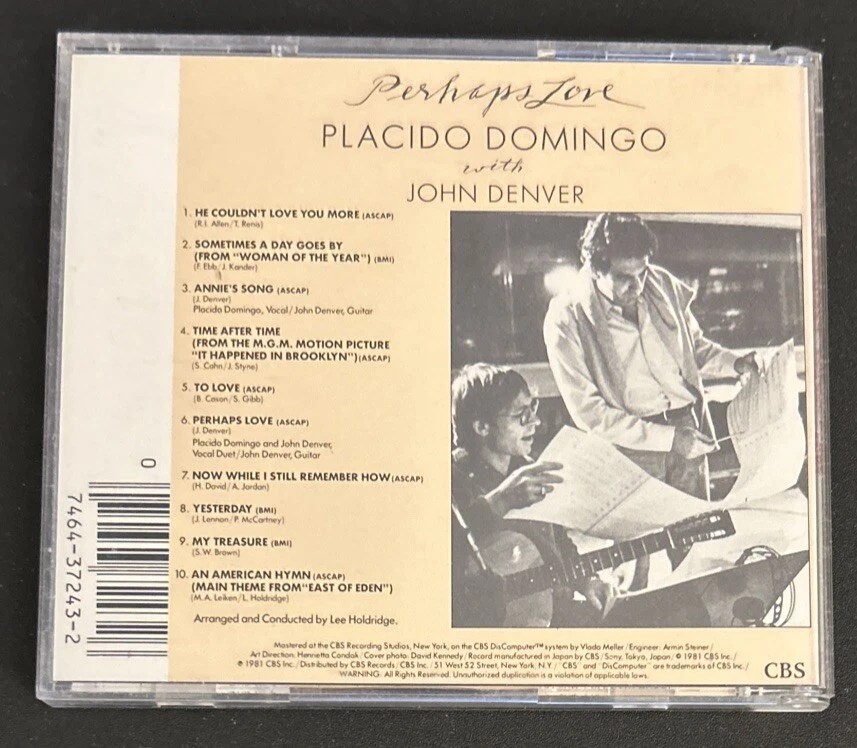 Perhaps Love
PLACIDO DOMINGO
with
JOHN DENVER
1. HE COULDN'T LOVE YOU MORE (ASCAP)
(R.I. Allen/T. Renis)
2. SOMETIMES A DAY GOES BY
(FROM "WOMAN OF THE YEAR") (BMI)
(F. Ebb/J. Kander)
3. ANNIE'S SONG (ASCAP)
(J. Denver)
Placido Domingo, Vocal/John Denver, Guitar
4. TIME AFTER TIME
(FROM THE M.G.M. MOTION PICTURE
"IT HAPPENED IN BROOKLYN")(ASCAP)
(S. Cahn/J. Styne)
5. TO LOVE (ASCAP)
(B. Cason/S. Gibb)
6. PERHAPS LOVE (ASCAP)
(J. Denver)
Placido Domingo and John Denver,
Vocal Duet/John Denver, Guitar
7. NOW WHILE I STILL REMEMBER HOW (ASCAP)
(H. David/A. Jordan)
8. YESTERDAY (BMI)
(J. Lennon/P. McCartney)
9. MY TREASURE (BMI)
(S.W. Brown)
10. AN AMERICAN HYMN (ASCAP)
(MAIN THEME FROM "EAST OF EDEN")
(M.A. Leiken/L. Holdridge)
Arranged and Conducted by Lee Holdridge.
Mastered at the CBS Recording Studios, New York, on the CBS DisComputer™ system by Vlado Meller/Engineer: Armin Steiner/
Art Direction: Henrietta Condak/Cover photo: David Kennedy/Record manufactured in Japan by CBS/Sony, Tokyo, Japan/© 1981 CBS Inc./
℗ 1981 CBS Inc./Distributed by CBS Records/CBS Inc./51 West 52 Street, New York, N.Y./"CBS" and "DisComputer" are trademarks of CBS Inc./
WARNING: All Rights Reserved. Unauthorized duplication is a violation of applicable laws.
CBS
0
7464-37243-2